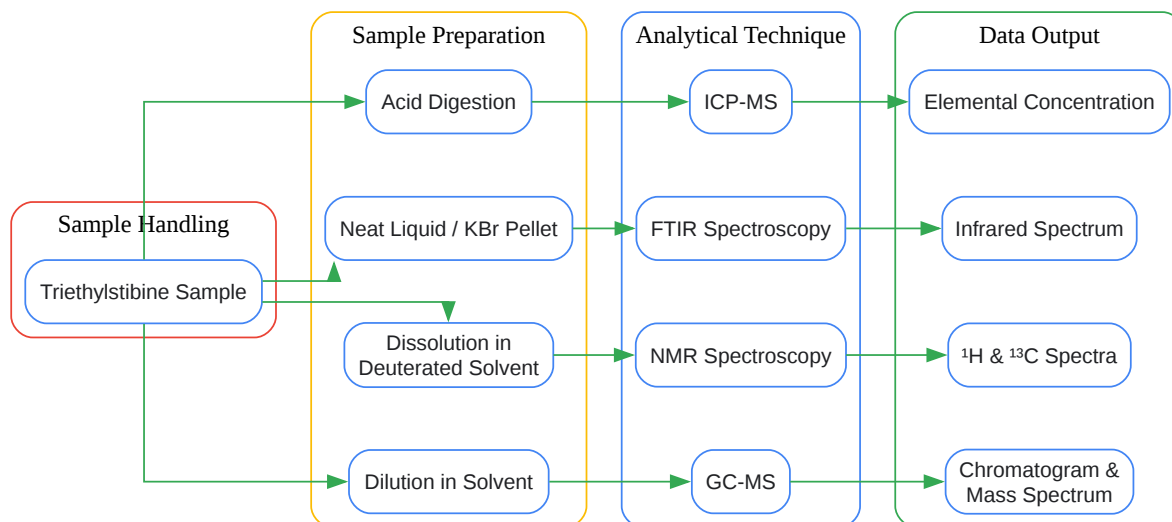 Sample Preparation
Analytical Technique
Data Output
Acid Digestion
ICP-MS
Elemental Concentration
Sample Handling
Neat Liquid / KBr Pellet
FTIR Spectroscopy
Infrared Spectrum
Triethylstibine Sample
Dissolution in
Deuterated Solvent
NMR Spectroscopy
¹H & ¹³C Spectra
Dilution in Solvent
GC-MS
Chromatogram &
Mass Spectrum